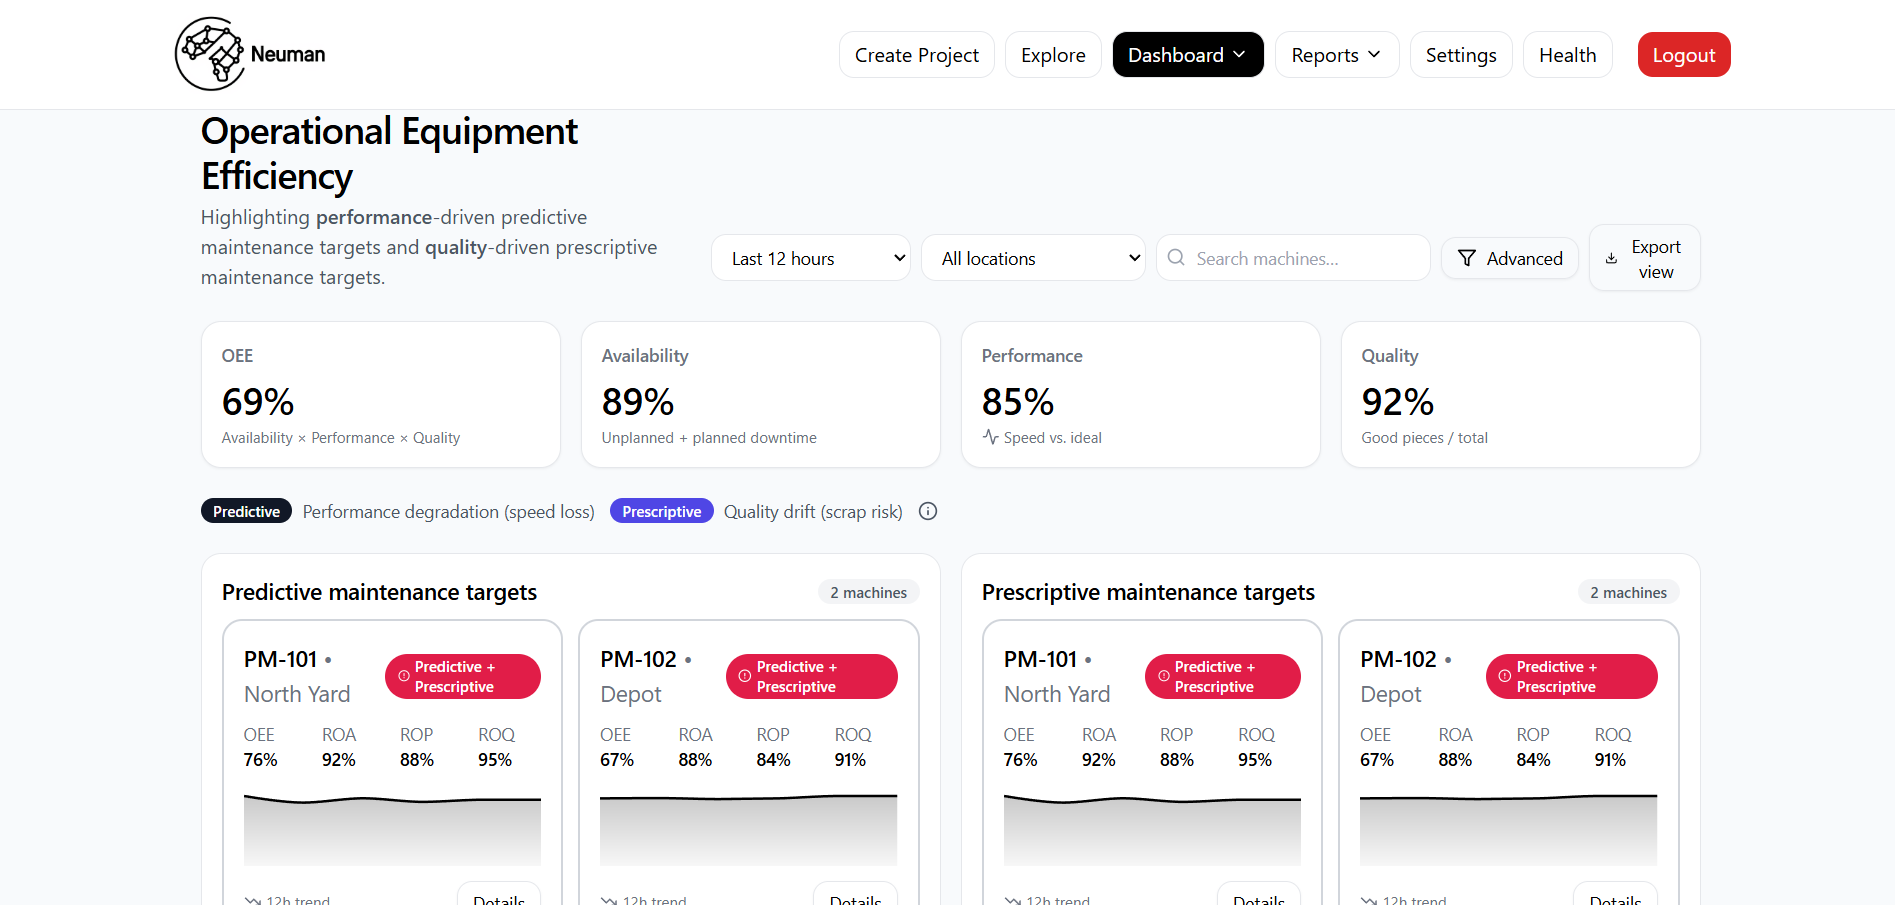 Neuman
Create Project
Explore
Dashboard
Reports
Settings
Health
Logout
Operational Equipment
Efficiency
Highlighting performance-driven predictive
maintenance targets and quality-driven prescriptive
maintenance targets.
Last 12 hours
All locations
Search machines...
Advanced
Export
view
OEE
69%
Availability × Performance × Quality
Availability
89%
Unplanned + planned downtime
Performance
85%
Speed vs. ideal
Quality
92%
Good pieces / total
Predictive Performance degradation (speed loss) Prescriptive Quality drift (scrap risk)
Predictive maintenance targets
2 machines
PM-101 •
North Yard
Predictive +
Prescriptive
OEE ROA ROP ROQ
76% 92% 88% 95%
12h trend
Details
PM-102 •
Depot
Predictive +
Prescriptive
OEE ROA ROP ROQ
67% 88% 84% 91%
12h trend
Details
Prescriptive maintenance targets
2 machines
PM-101 •
North Yard
Predictive +
Prescriptive
OEE ROA ROP ROQ
76% 92% 88% 95%
12h trend
Details
PM-102 •
Depot
Predictive +
Prescriptive
OEE ROA ROP ROQ
67% 88% 84% 91%
12h trend
Details